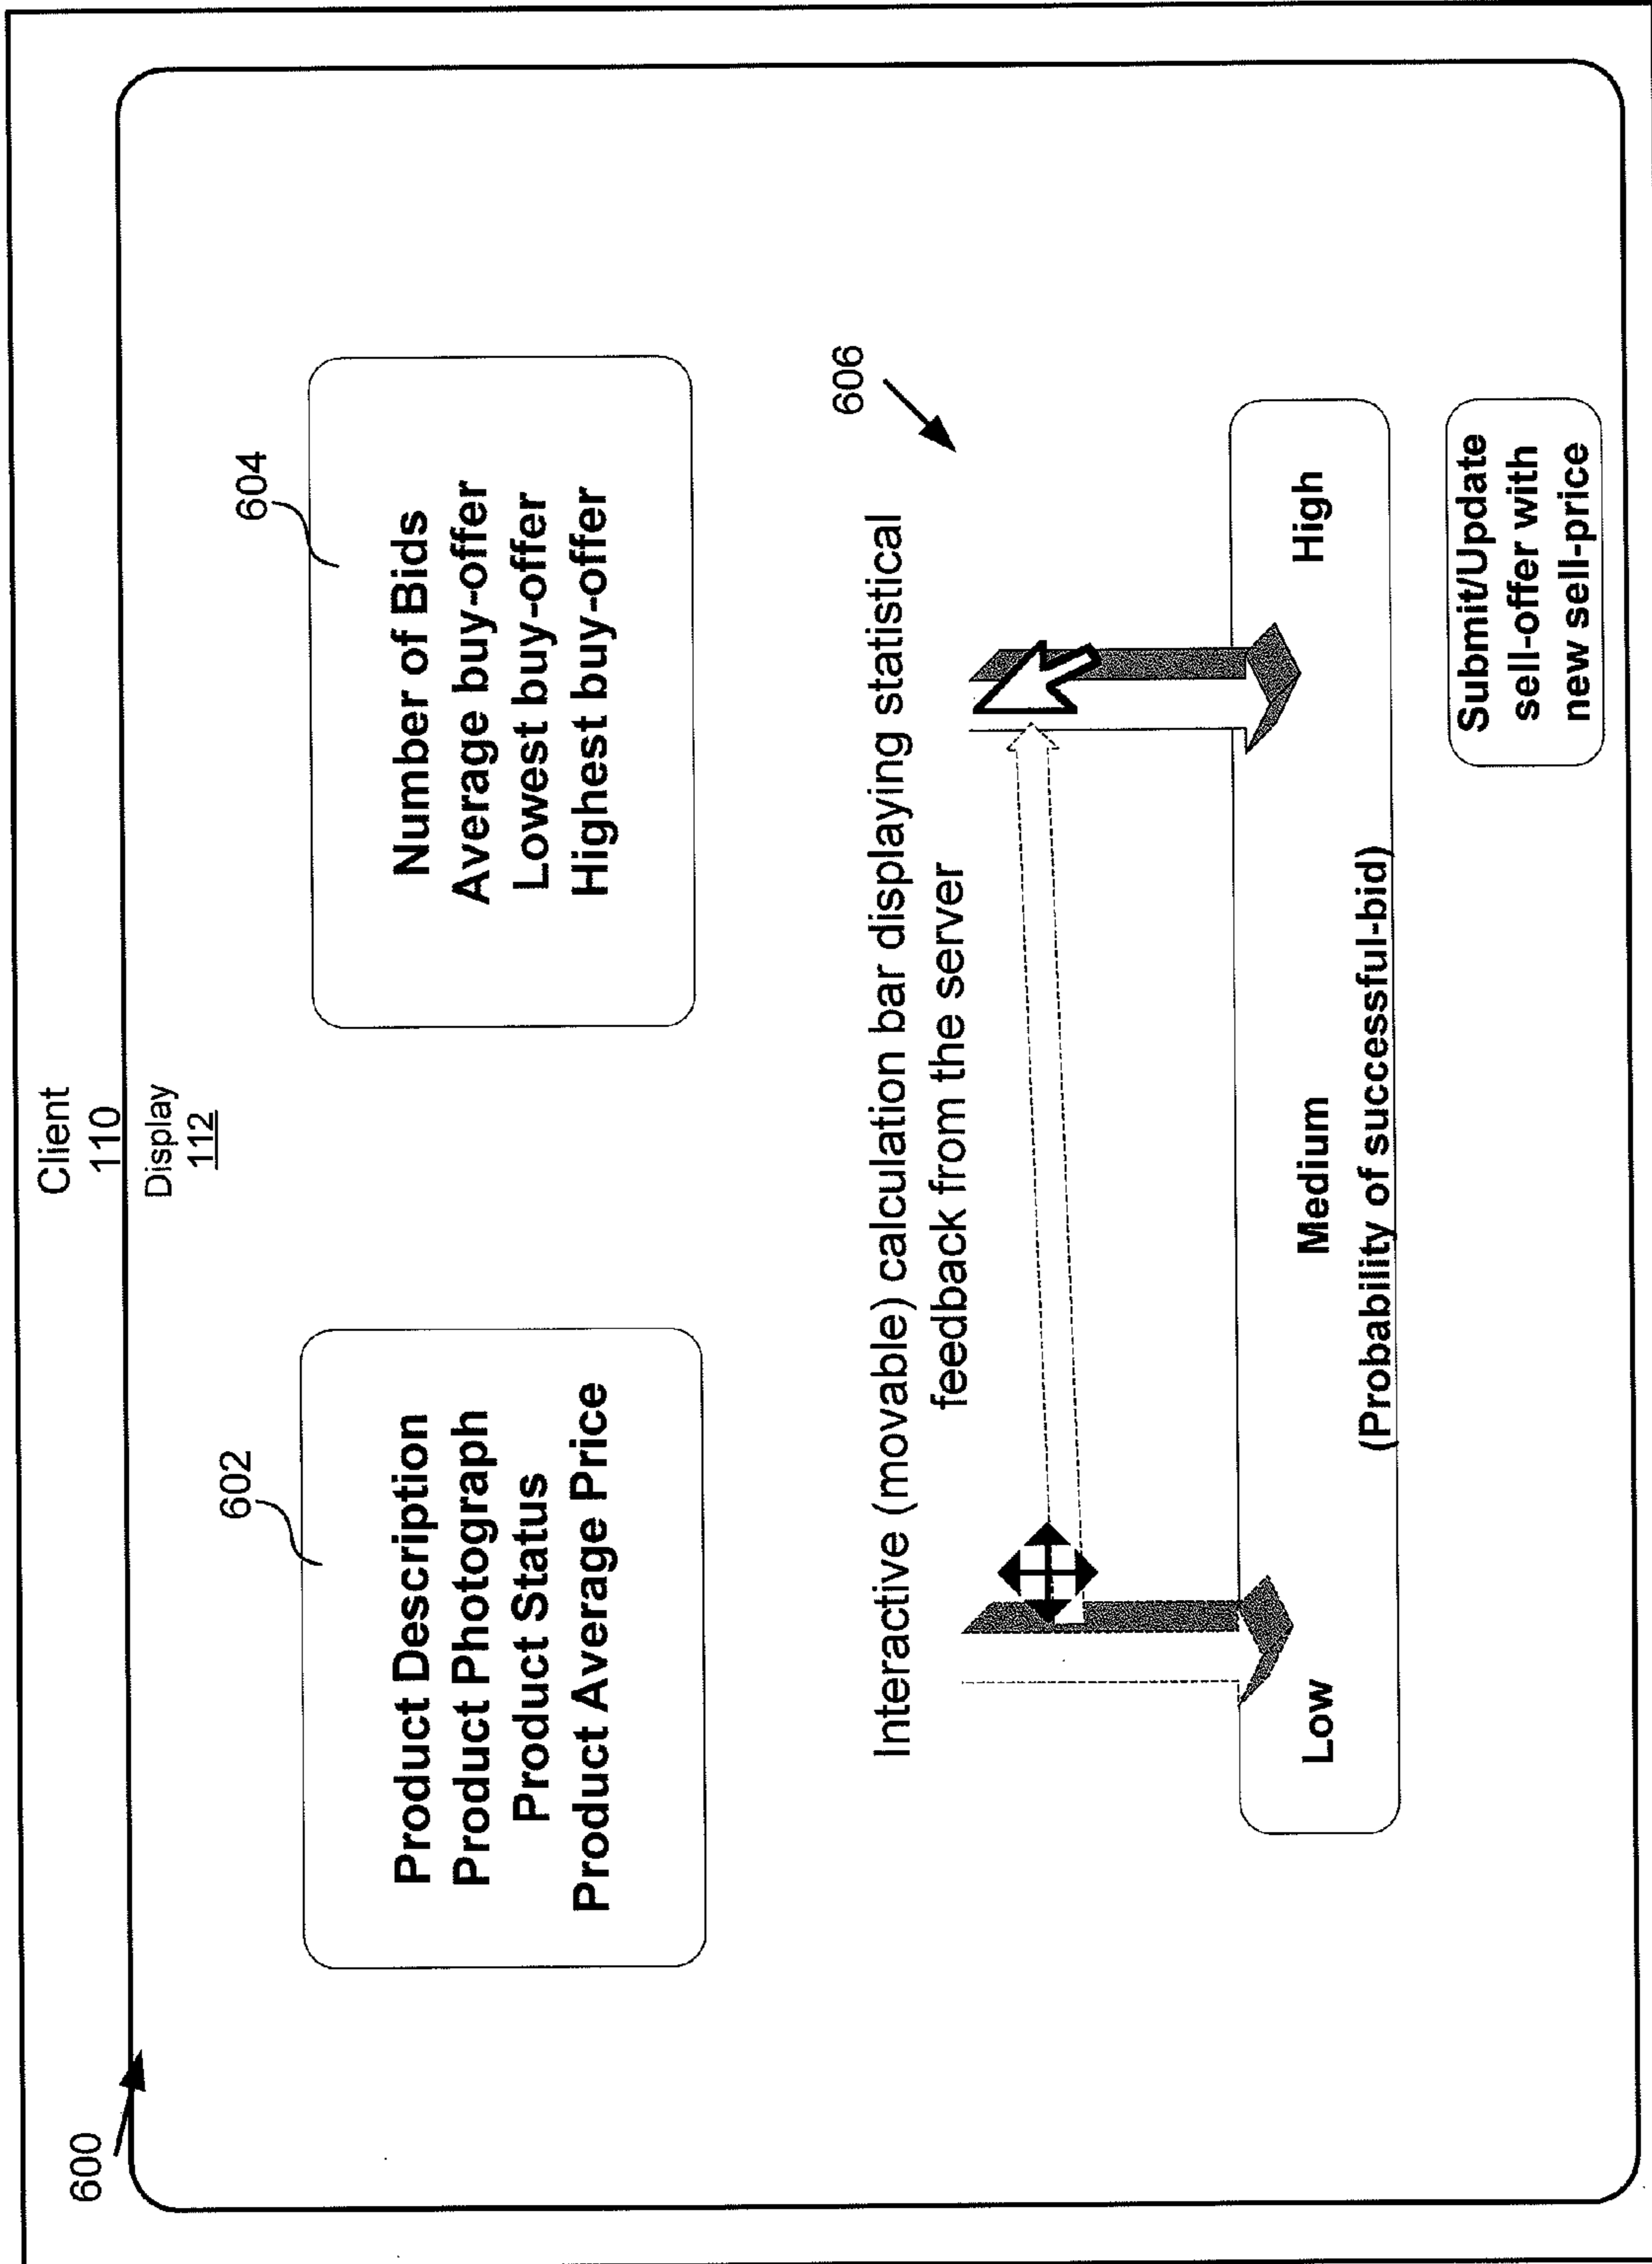 Client
110
Display
112
600
602
Product Description
Product Photograph
Product Status
Product Average Price
604
Number of Bids
Average buy-offer
Lowest buy-offer
Highest buy-offer
606
Interactive (movable) calculation bar displaying statistical
feedback from the server
Low
Medium
High
(Probability of successful-bid)
Submit/Update
sell-offer with
new sell-price